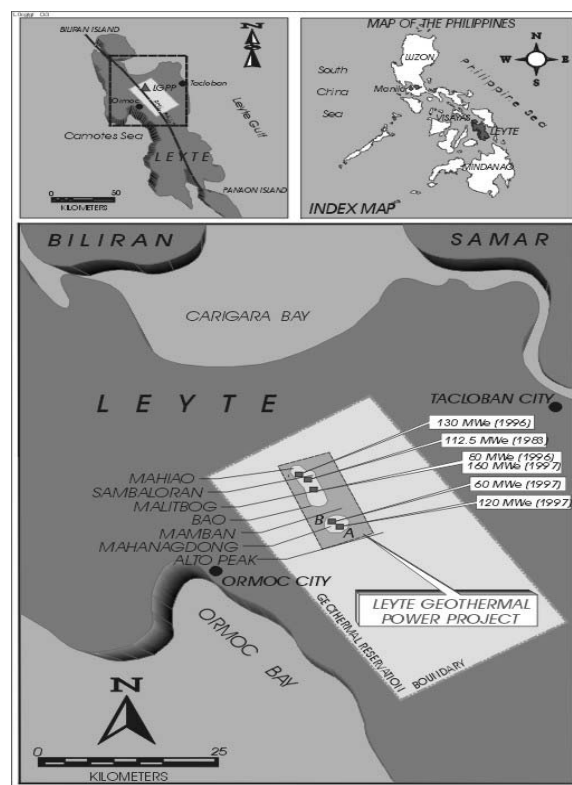 BILIRAN ISLAND
N
LGPP
Tacloban
Ormoc
Leyte Gulf
Camotes Sea
LEYTE
PANAON ISLAND
0 50
KILOMETERS
MAP OF THE PHILIPPINES
LUZON
N
W E
S
South
China
Sea
Manila
Philippine Sea
VISAYAS
LEYTE
MINDANAO
INDEX MAP
BILIRAN
SAMAR
CARIGARA BAY
LEYTE
TACLOBAN CITY
130 MWe (1996)
112.5 MWe (1983)
80 MWe (1996)
160 MWe (1997)
60 MWe (1997)
120 MWe (1997)
MAHIAO
SAMBALORAN
MALITBOG
BAO
MAMBAN
MAHANAGDONG
ALTO PEAK
B
A
ORMOC CITY
LEYTE GEOTHERMAL
POWER PROJECT
GEOTHERMAL RESERVATION
BOUNDARY
ORMOC BAY
N
0 25
KILOMETERS